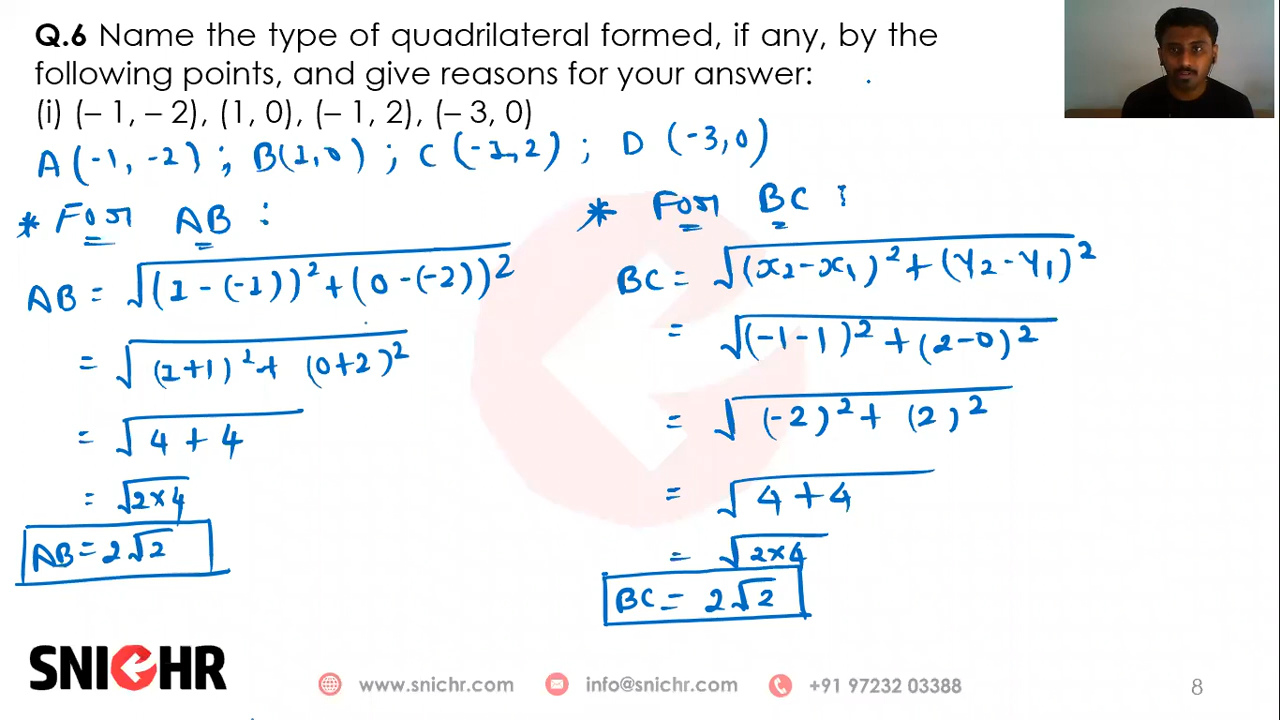 Q.6 Name the type of quadrilateral formed, if any, by the
following points, and give reasons for your answer:
(i) (– 1, – 2), (1, 0), (– 1, 2), (– 3, 0)
A (-1, -2) ; B(1,0) ; C (-1,2) ; D (-3,0)
* For AB :
AB = √((1-(-1))²+(0-(-2))²)
= √((1+1)²+(0+2)²)
= √(4+4)
= √(2×4)
AB = 2√2
* For BC :
BC = √((x₂-x₁)²+(y₂-y₁)²)
= √((-1-1)²+(2-0)²)
= √((-2)²+(2)²)
= √(4+4)
= √(2×4)
BC = 2√2
SNICHR
www.snichr.com info@snichr.com +91 97232 03388 8